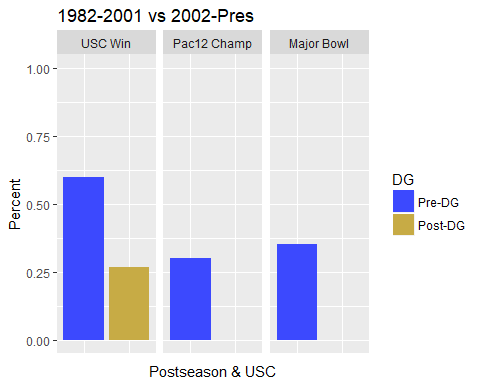 1982-2001 vs 2002-Pres
USC Win
Pac12 Champ
Major Bowl
1.00
0.75
0.50
0.25
0.00
Percent
Postseason & USC
DG
Pre-DG
Post-DG